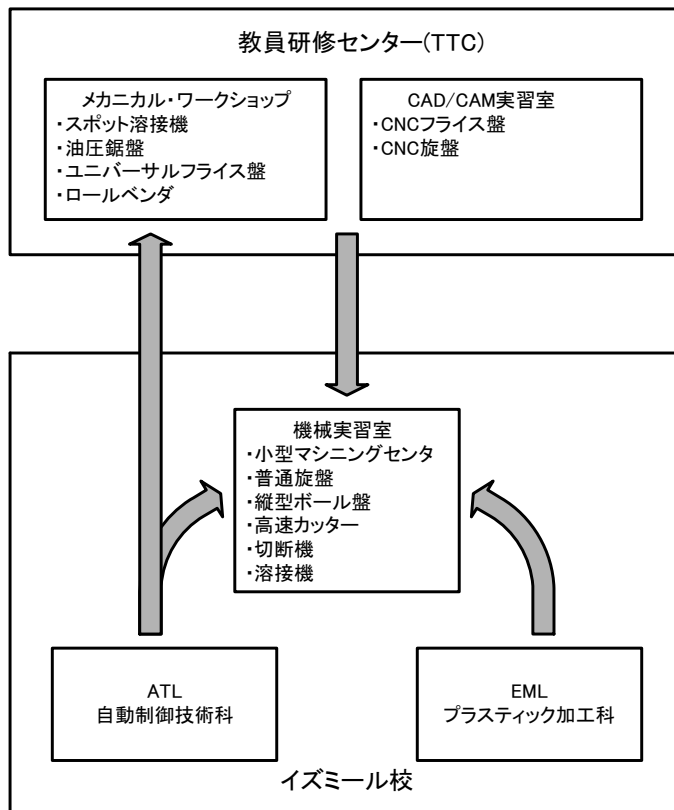 教員研修センター(TTC)
メカニカル・ワークショップ
・スポット溶接機
・油圧鋸盤
・ユニバーサルフライス盤
・ロールベンダ
CAD/CAM実習室
・CNCフライス盤
・CNC旋盤
機械実習室
・小型マシニングセンタ
・普通旋盤
・縦型ボール盤
・高速カッター
・切断機
・溶接機
ATL
自動制御技術科
EML
プラスティック加工科
イズミール校